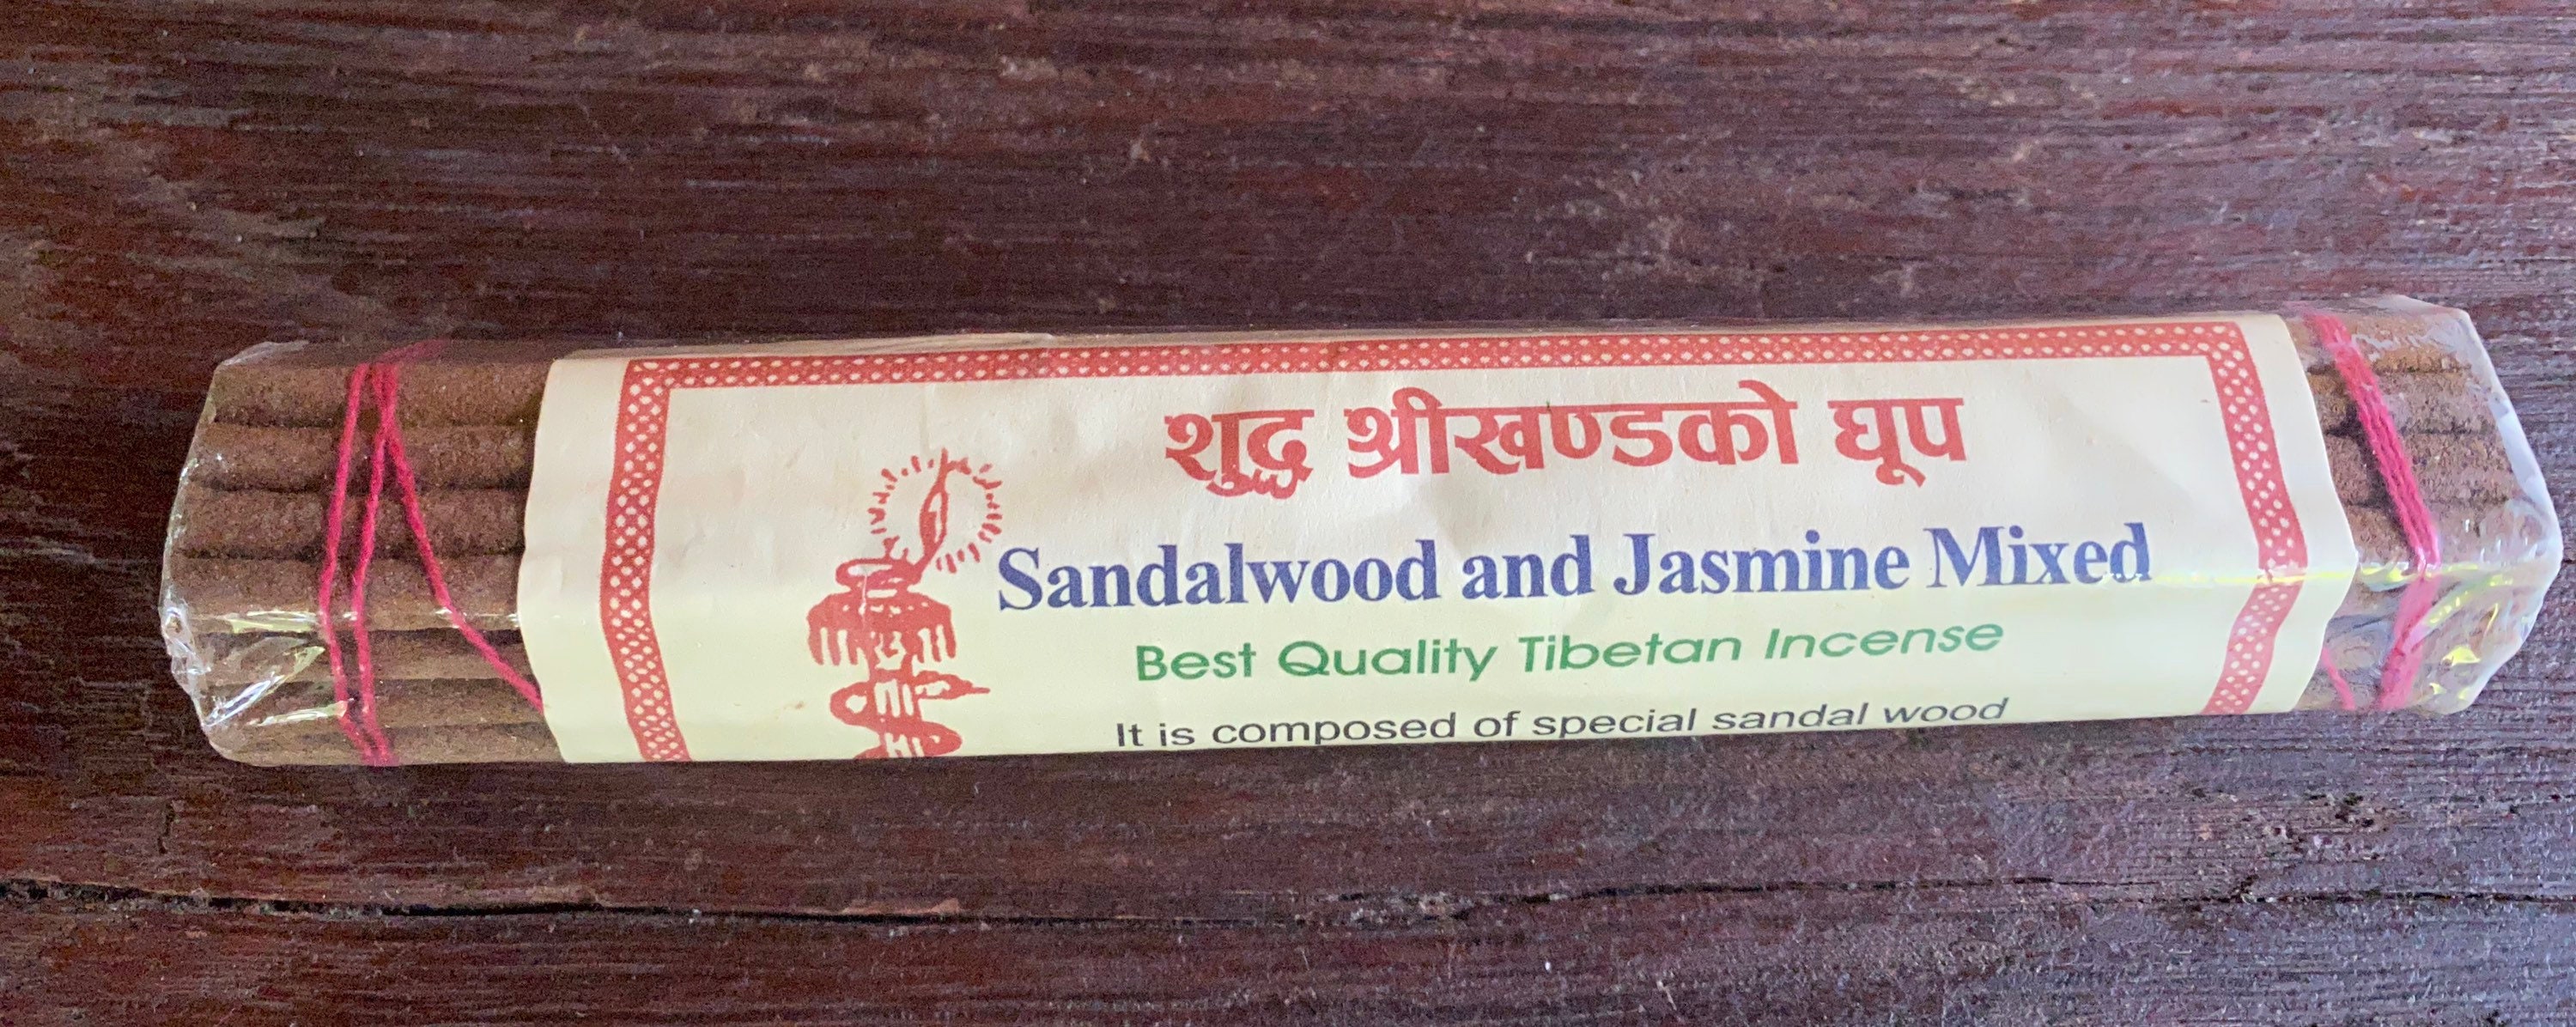 शुद्ध श्रीखण्डको घूप
Sandalwood and Jasmine Mixed
Best Quality Tibetan Incense
It is composed of special sandal wood